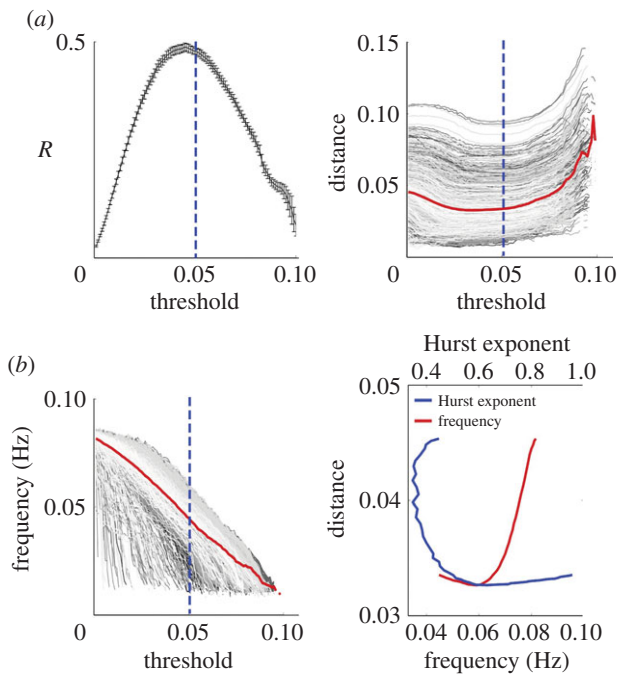 (a)
0.5
R
0
0.05
0.10
threshold
0.15
0.10
distance
0.05
0
0.05
0.10
threshold
(b)
0.10
frequency (Hz)
0.05
0
0.05
0.10
threshold
Hurst exponent
0.4 0.6 0.8 1.0
0.05
Hurst exponent
frequency
distance
0.04
0.03
0.04 0.06 0.08 0.10
frequency (Hz)